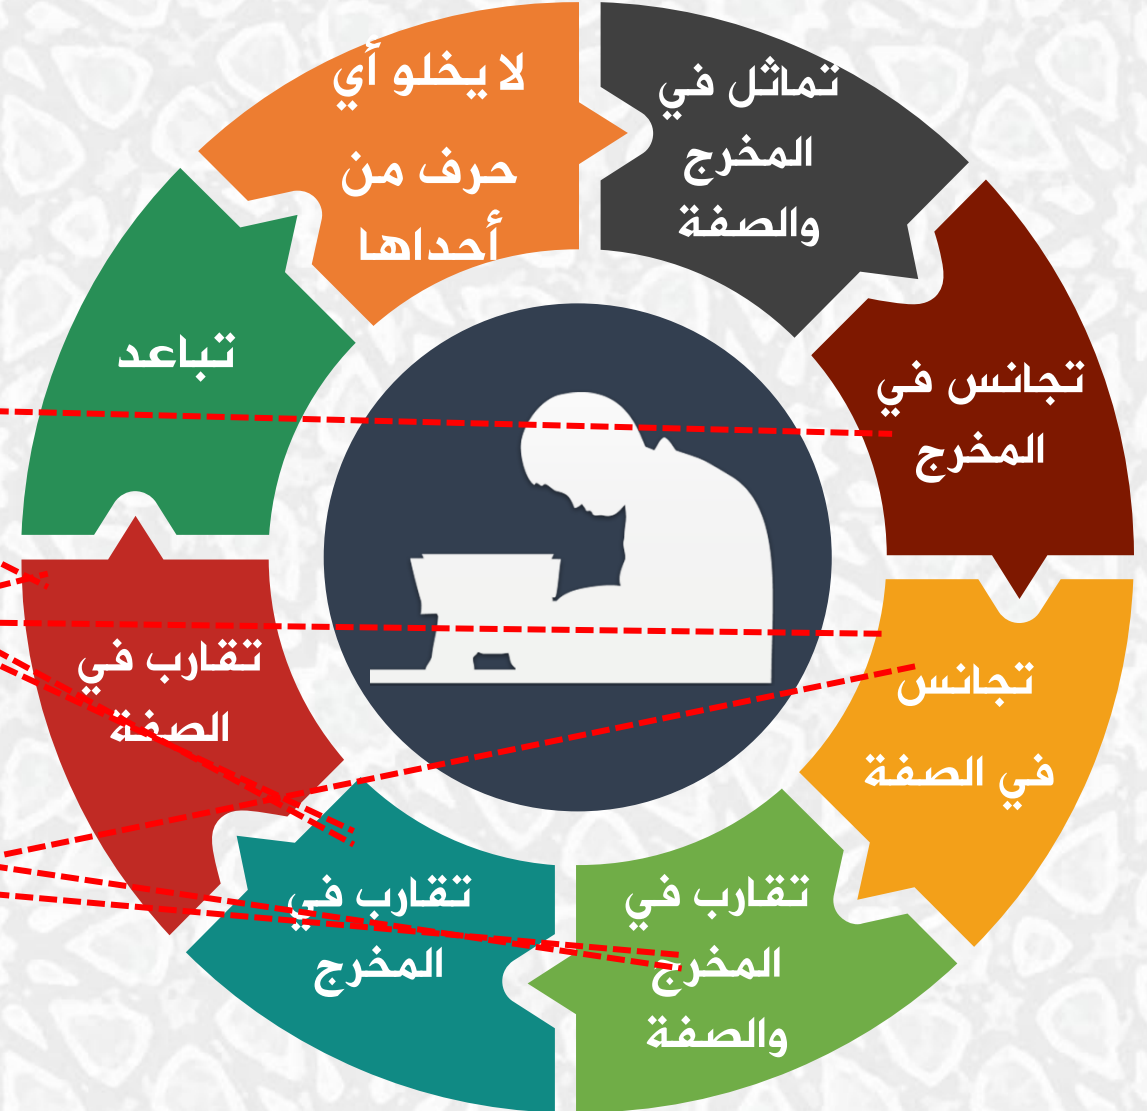 لا يخلو أي
حرف من
أحداها
تماثل في
المخرج
والصفة
تجانس في
المخرج
تجانس
في الصفة
تقارب في
المخرج
والصفة
تقارب في
المخرج
تقارب في
الصفة
تباعد